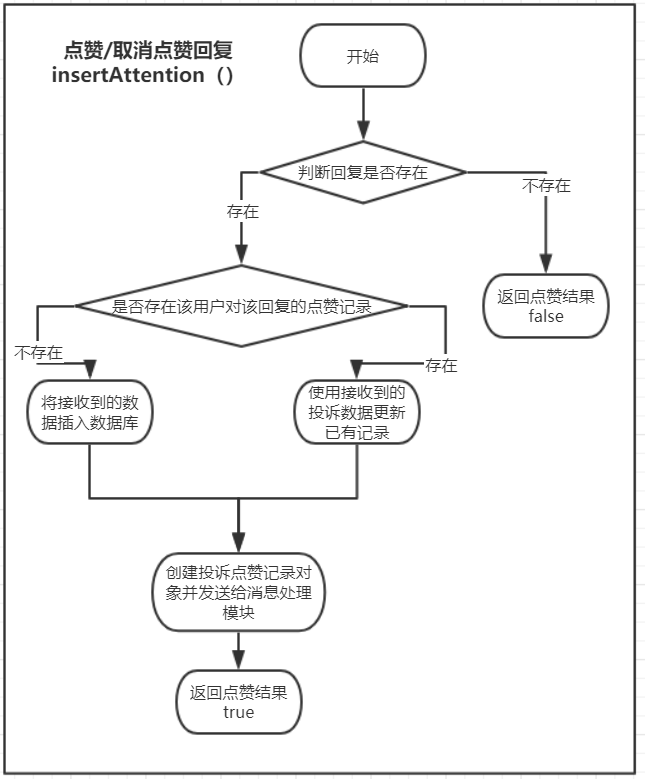 点赞/取消点赞回复
insertAttention（）
开始
判断回复是否存在
不存在
存在
返回点赞结果
false
是否存在该用户对该回复的点赞记录
不存在
存在
将接收到的数
据插入数据库
使用接收到的
投诉数据更新
已有记录
创建投诉点赞记录对
象并发送给消息处理
模块
返回点赞结果
true